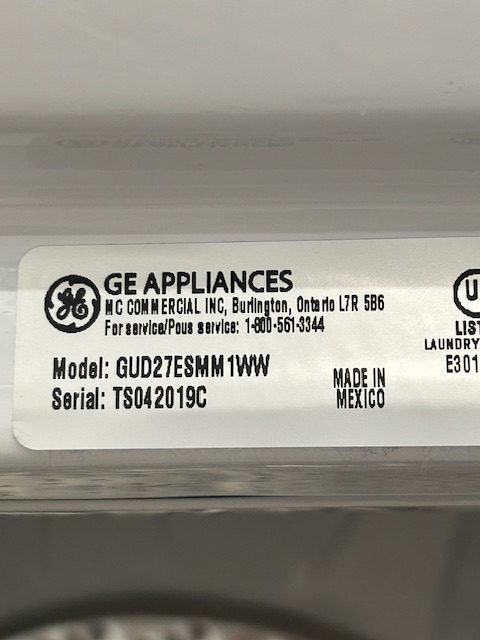 GE APPLIANCES
MC COMMERCIAL INC, Burlington, Ontario L7R 5B6
For service/Pous service: 1-800-561-3344
Model: GUD27ESMM1WW
Serial: TS042019C
MADE IN
MEXICO
U
LIST
LAUNDRY
E301